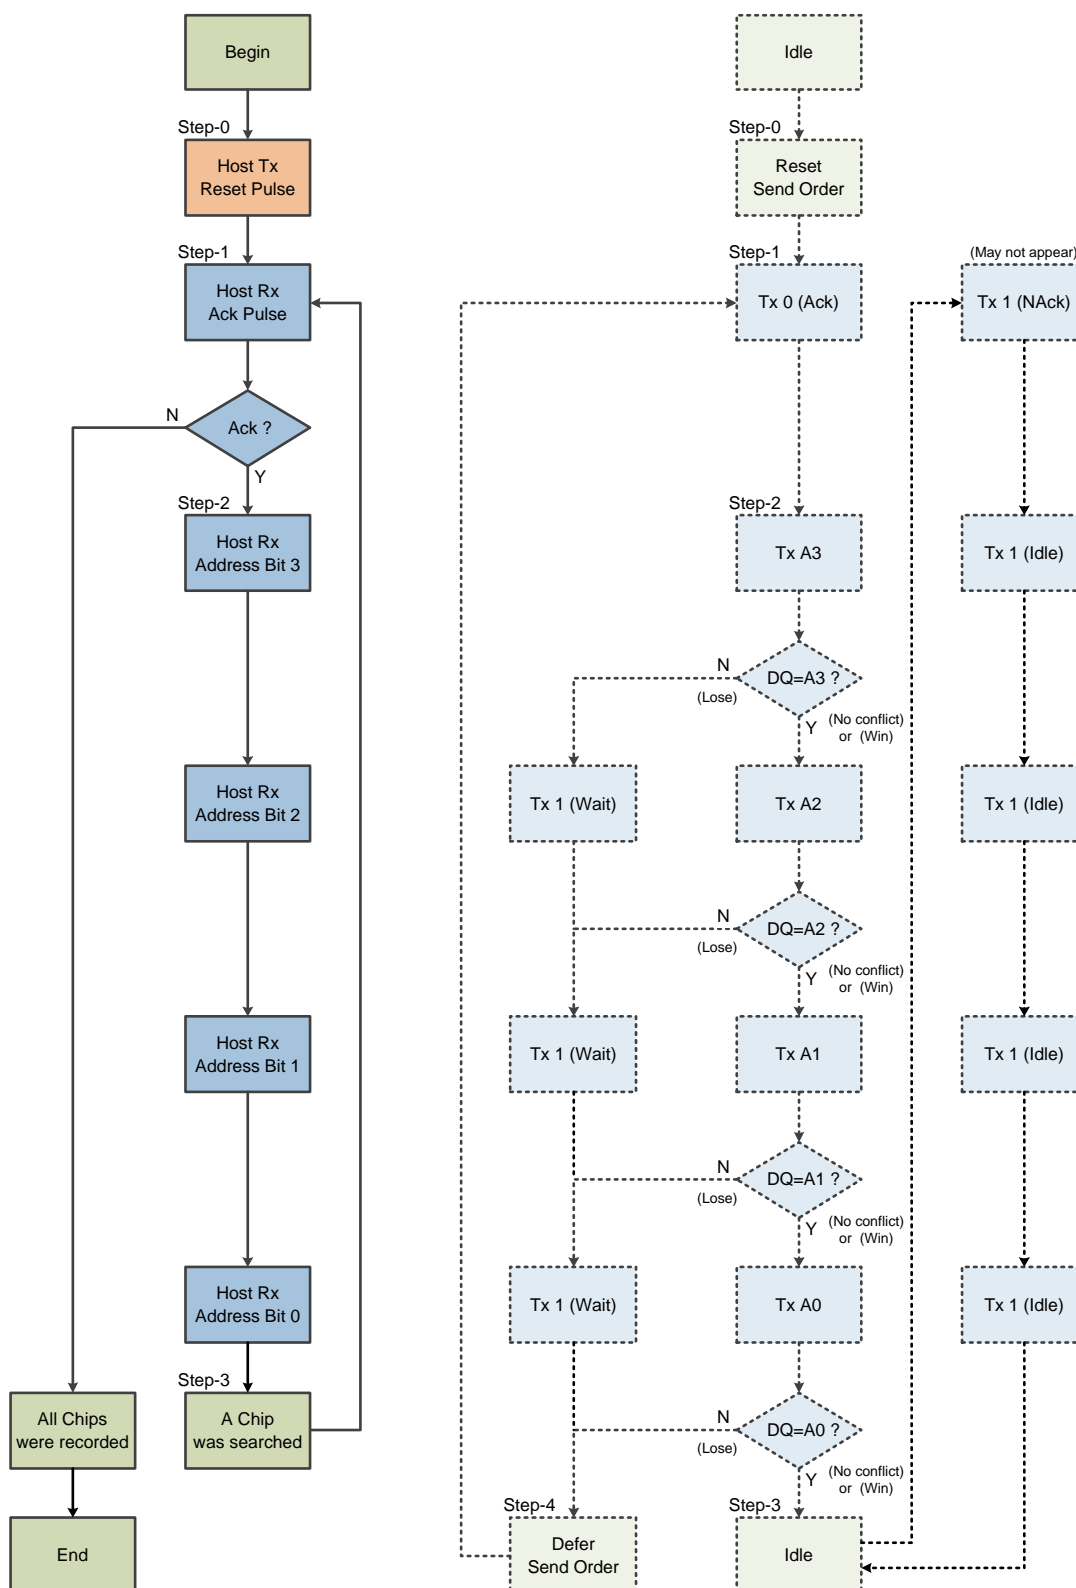 Begin
Step-0
Host Tx
Reset Pulse
Step-1
Host Rx
Ack Pulse
Ack ?
N
Y
Step-2
Host Rx
Address Bit 3
Host Rx
Address Bit 2
Host Rx
Address Bit 1
Host Rx
Address Bit 0
Step-3
A Chip
was searched
All Chips
were recorded
End
Idle
Step-0
Reset
Send Order
Step-1
Tx 0 (Ack)
Step-2
Tx A3
DQ=A3 ?
N
(Lose)
Y
(No conflict)
or (Win)
Tx 1 (Wait)
Tx A2
DQ=A2 ?
N
(Lose)
Y
(No conflict)
or (Win)
Tx 1 (Wait)
Tx A1
DQ=A1 ?
N
(Lose)
Y
(No conflict)
or (Win)
Tx 1 (Wait)
Tx A0
DQ=A0 ?
N
(Lose)
Y
(No conflict)
or (Win)
Step-4
Defer
Send Order
Step-3
Idle
(May not appear)
Tx 1 (NAck)
Tx 1 (Idle)
Tx 1 (Idle)
Tx 1 (Idle)
Tx 1 (Idle)